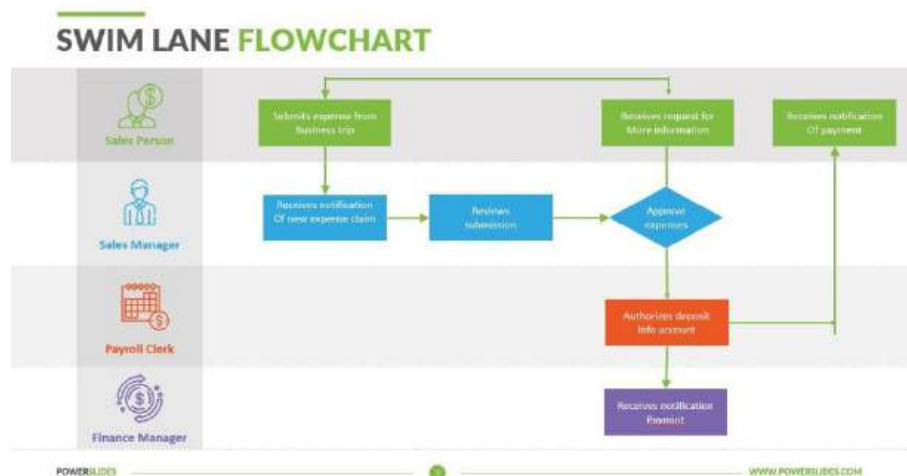 SWIM LANE FLOWCHART
Sales Person
Submits expense from
Business trip
Receives request for
More information
Receives notification
Of payment
Sales Manager
Receives notification
Of new expense claim
Reviews
submission
Approve
expenses
Payroll Clerk
Authorizes deposit
Info account
Finance Manager
Receives notification
Paymint
POWERSLIDES
WWW.POWERSLIDES.COM